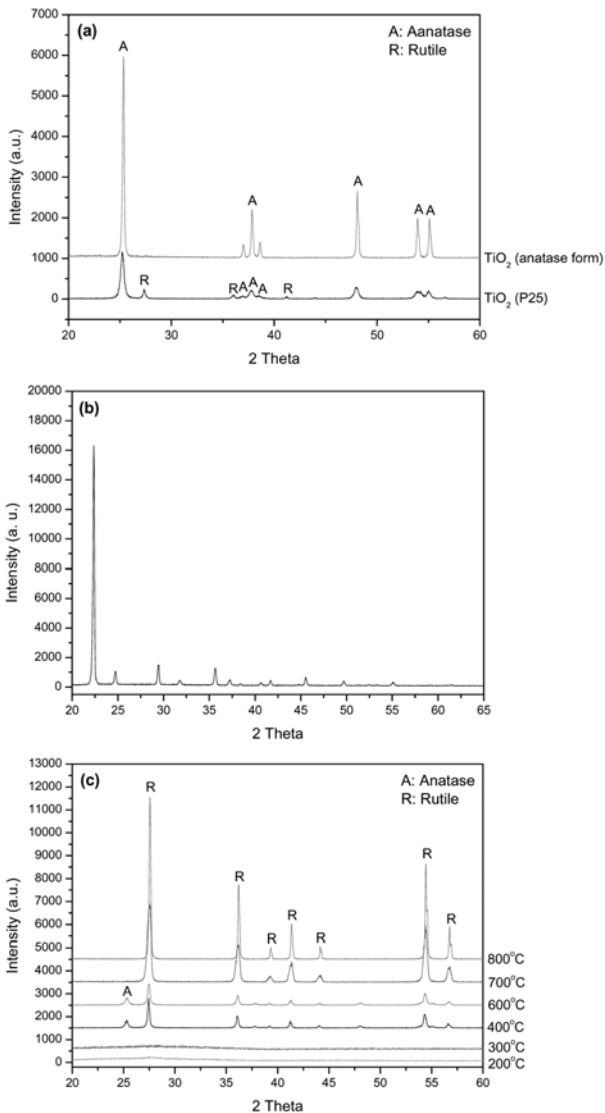 (a)
A: Aanatase
R: Rutile
7000
6000
5000
4000
3000
2000
1000
0
Intensity (a.u.)
A
A
A
A A
R
R A A A R
TiO₂ (anatase form)
TiO₂ (P25)
20 30 40 50 60
2 Theta
(b)
20000
18000
16000
14000
12000
10000
8000
6000
4000
2000
0
Intensity (a. u.)
20 25 30 35 40 45 50 55 60 65
2 Theta
(c)
A: Anatase
R: Rutile
13000
12000
11000
10000
9000
8000
7000
6000
5000
4000
3000
2000
1000
0
Intensity (a.u.)
R
R
R
R
R
R
R
A
800°C
700°C
600°C
400°C
300°C
200°C
20 25 30 35 40 45 50 55 60
2 Theta